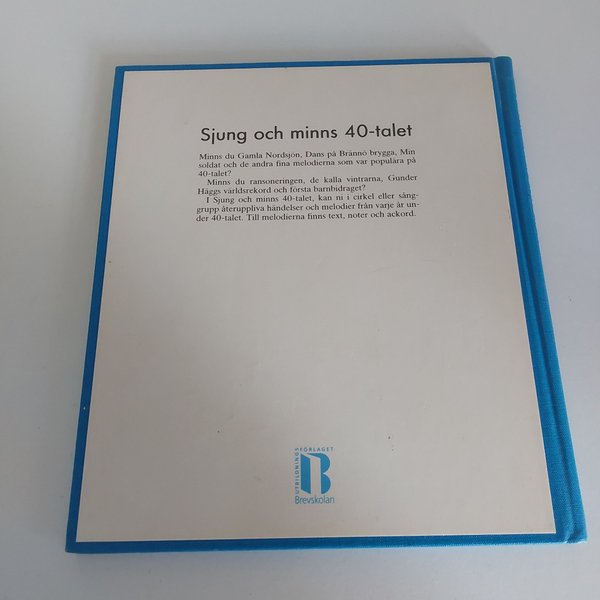 Sjung och minns 40-talet
Minns du Gamla Nordsjön, Dans på Brännö brygga, Min
soldat och de andra fina melodierna som var populära på
40-talet?
Minns du ransoneringen, de kalla vintrarna, Gunder
Häggs världsrekord och första barnbidraget?
I Sjung och minns 40-talet, kan ni i cirkel eller sång-
grupp återuppliva händelser och melodier från varje år un-
der 40-talet. Till melodierna finns text, noter och ackord.
UTBILDNINGS
FÖRLAGET
B
Brevskolan